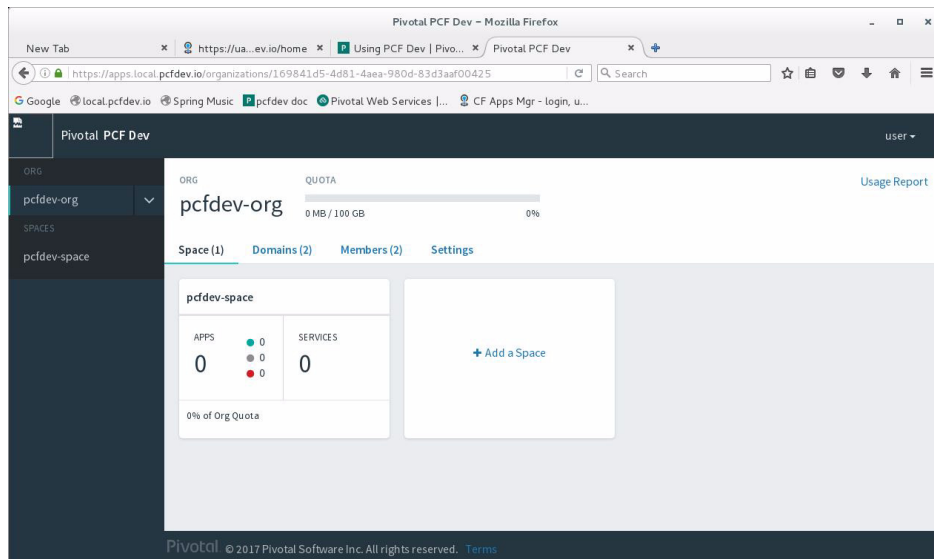 Pivotal PCF Dev - Mozilla Firefox
New Tab https://ua...ev.io/home Using PCF Dev | Pivo... Pivotal PCF Dev
https://apps.local.pcfdev.io/organizations/169841d5-4d81-4aea-980d-83d3aaf00425 Search
Google local.pcfdev.io Spring Music pcfdev doc Pivotal Web Services |... CF Apps Mgr - login, u...
Pivotal PCF Dev user
ORG
pcfdev-org
SPACES
pcfdev-space
ORG QUOTA Usage Report
pcfdev-org 0 MB / 100 GB 0%
Space (1) Domains (2) Members (2) Settings
pcfdev-space
APPS SERVICES
0 0 0 0 0
+ Add a Space
0% of Org Quota
Pivotal © 2017 Pivotal Software Inc. All rights reserved. Terms